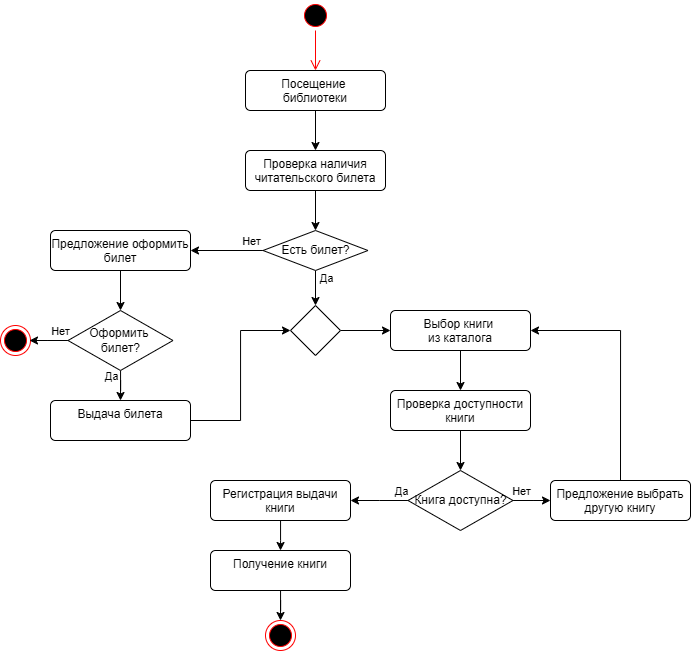 Посещение
библиотеки
Проверка наличия
читательского билета
Есть билет?
Нет
Да
Предложение оформить
билет
Оформить
билет?
Нет
Да
Выдача билета
Выбор книги
из каталога
Проверка доступности
книги
Книга доступна?
Да
Нет
Регистрация выдачи
книги
Предложение выбрать
другую книгу
Получение книги